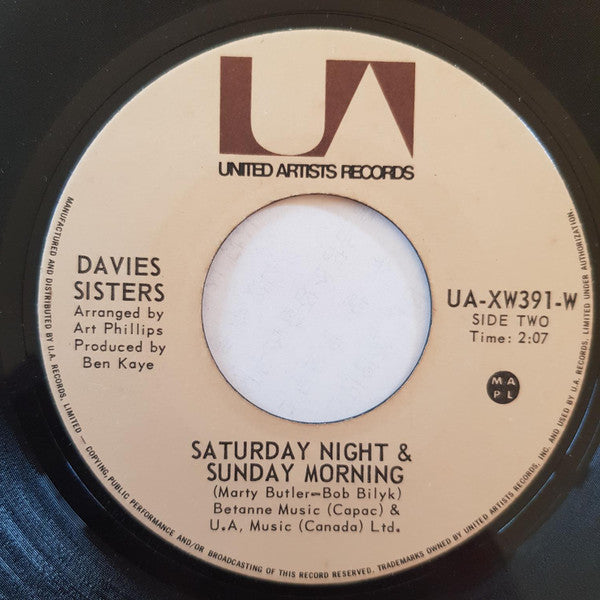 UA
UNITED ARTISTS RECORDS
DAVIES
SISTERS
Arranged by
Art Phillips
Produced by
Ben Kaye
UA-XW391-W
SIDE TWO
Time: 2:07
M A
P L
SATURDAY NIGHT &
SUNDAY MORNING
(Marty Butler-Bob Bilyk)
Betanne Music (Capac) &
U.A, Music (Canada) Ltd.
MANUFACTURED AND DISTRIBUTED BY U.A. RECORDS, LIMITED — COPYING, PUBLIC PERFORMANCE AND/OR BROADCASTING OF THIS RECORD RESERVED. TRADEMARKS OWNED BY UNITED ARTISTS RECORDS, INC. AND USED BY U.A. RECORDS, LIMITED UNDER AUTHORIZATION.